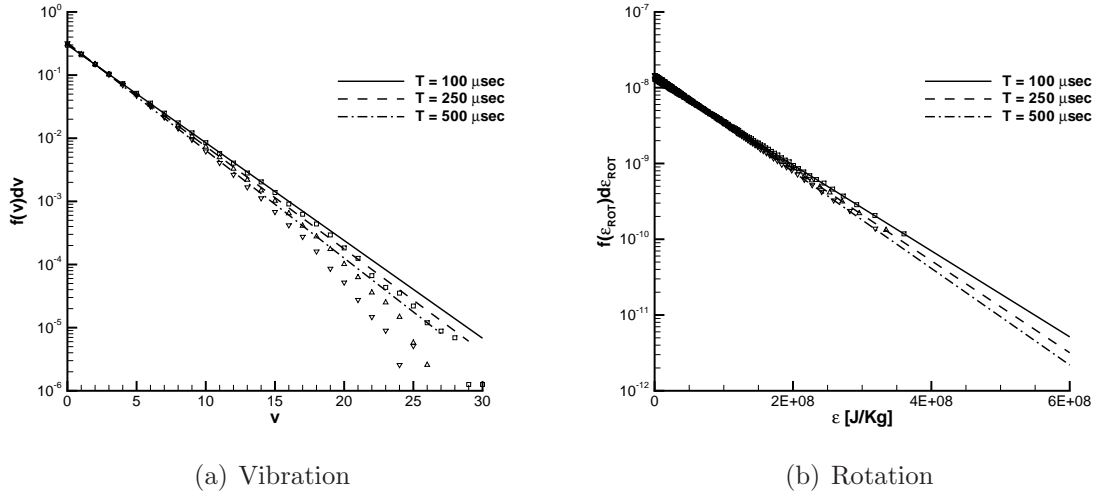 10⁰
10⁻¹
10⁻²
10⁻³
10⁻⁴
10⁻⁵
10⁻⁶
f(v)dv
0 5 10 15 20 25 30
v
T = 100 μsec
T = 250 μsec
T = 500 μsec
(a) Vibration
10⁻⁷
10⁻⁸
10⁻⁹
10⁻¹⁰
10⁻¹¹
10⁻¹²
f(ε_ROT)dε_ROT
0 2E+08 4E+08 6E+08
ε [J/Kg]
T = 100 μsec
T = 250 μsec
T = 500 μsec
(b) Rotation